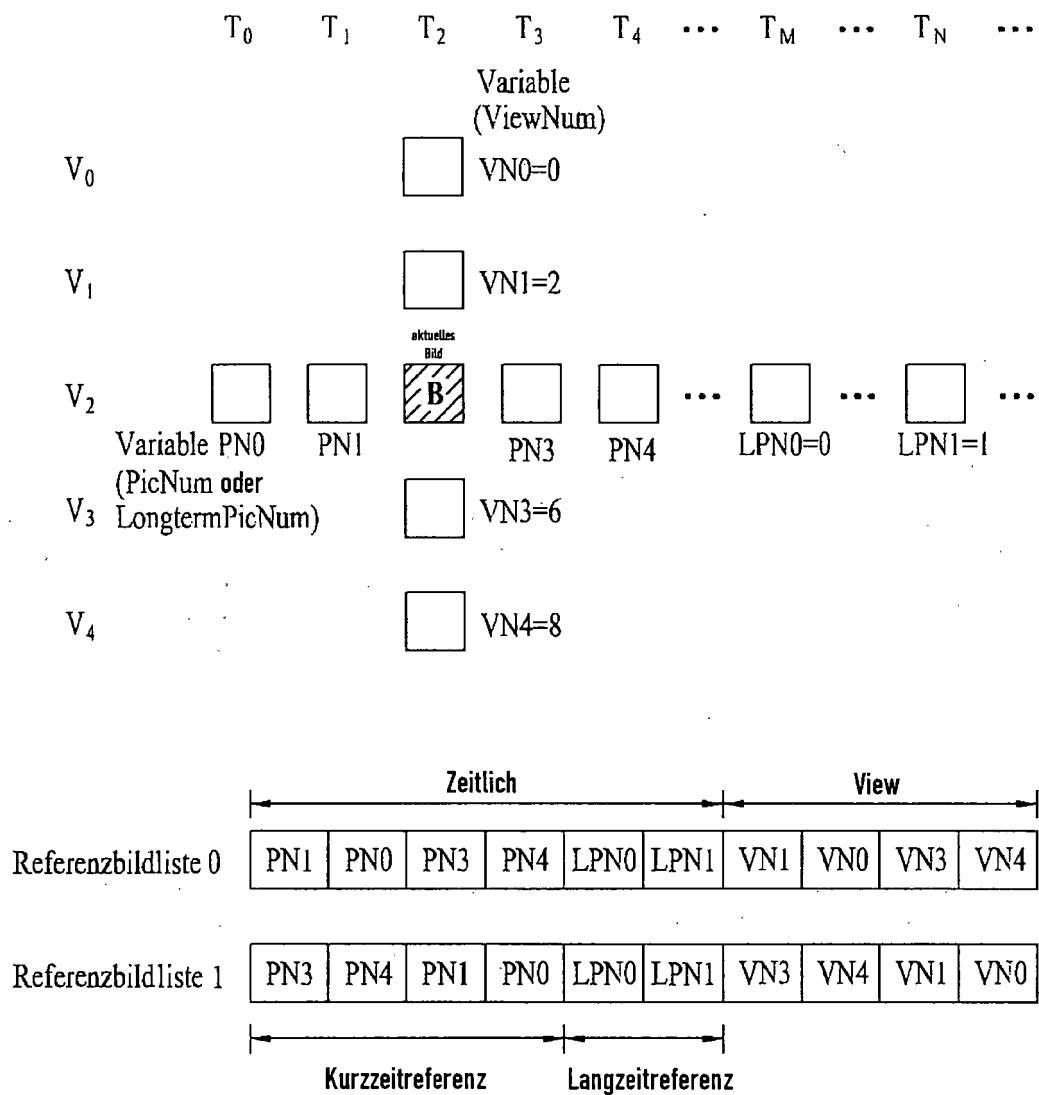 T0 T1 T2 T3 T4 ••• TM ••• TN •••
Variable
(ViewNum)
V0 VN0=0
V1 VN1=2
aktuelles
Bild
V2 B ••• ••• •••
Variable PN0 PN1 PN3 PN4 LPN0=0 LPN1=1
(PicNum oder
V3 LongtermPicNum) VN3=6
V4 VN4=8
Zeitlich View
Referenzbildliste 0 PN1 PN0 PN3 PN4 LPN0 LPN1 VN1 VN0 VN3 VN4
Referenzbildliste 1 PN3 PN4 PN1 PN0 LPN0 LPN1 VN3 VN4 VN1 VN0
Kurzzeitreferenz Langzeitreferenz